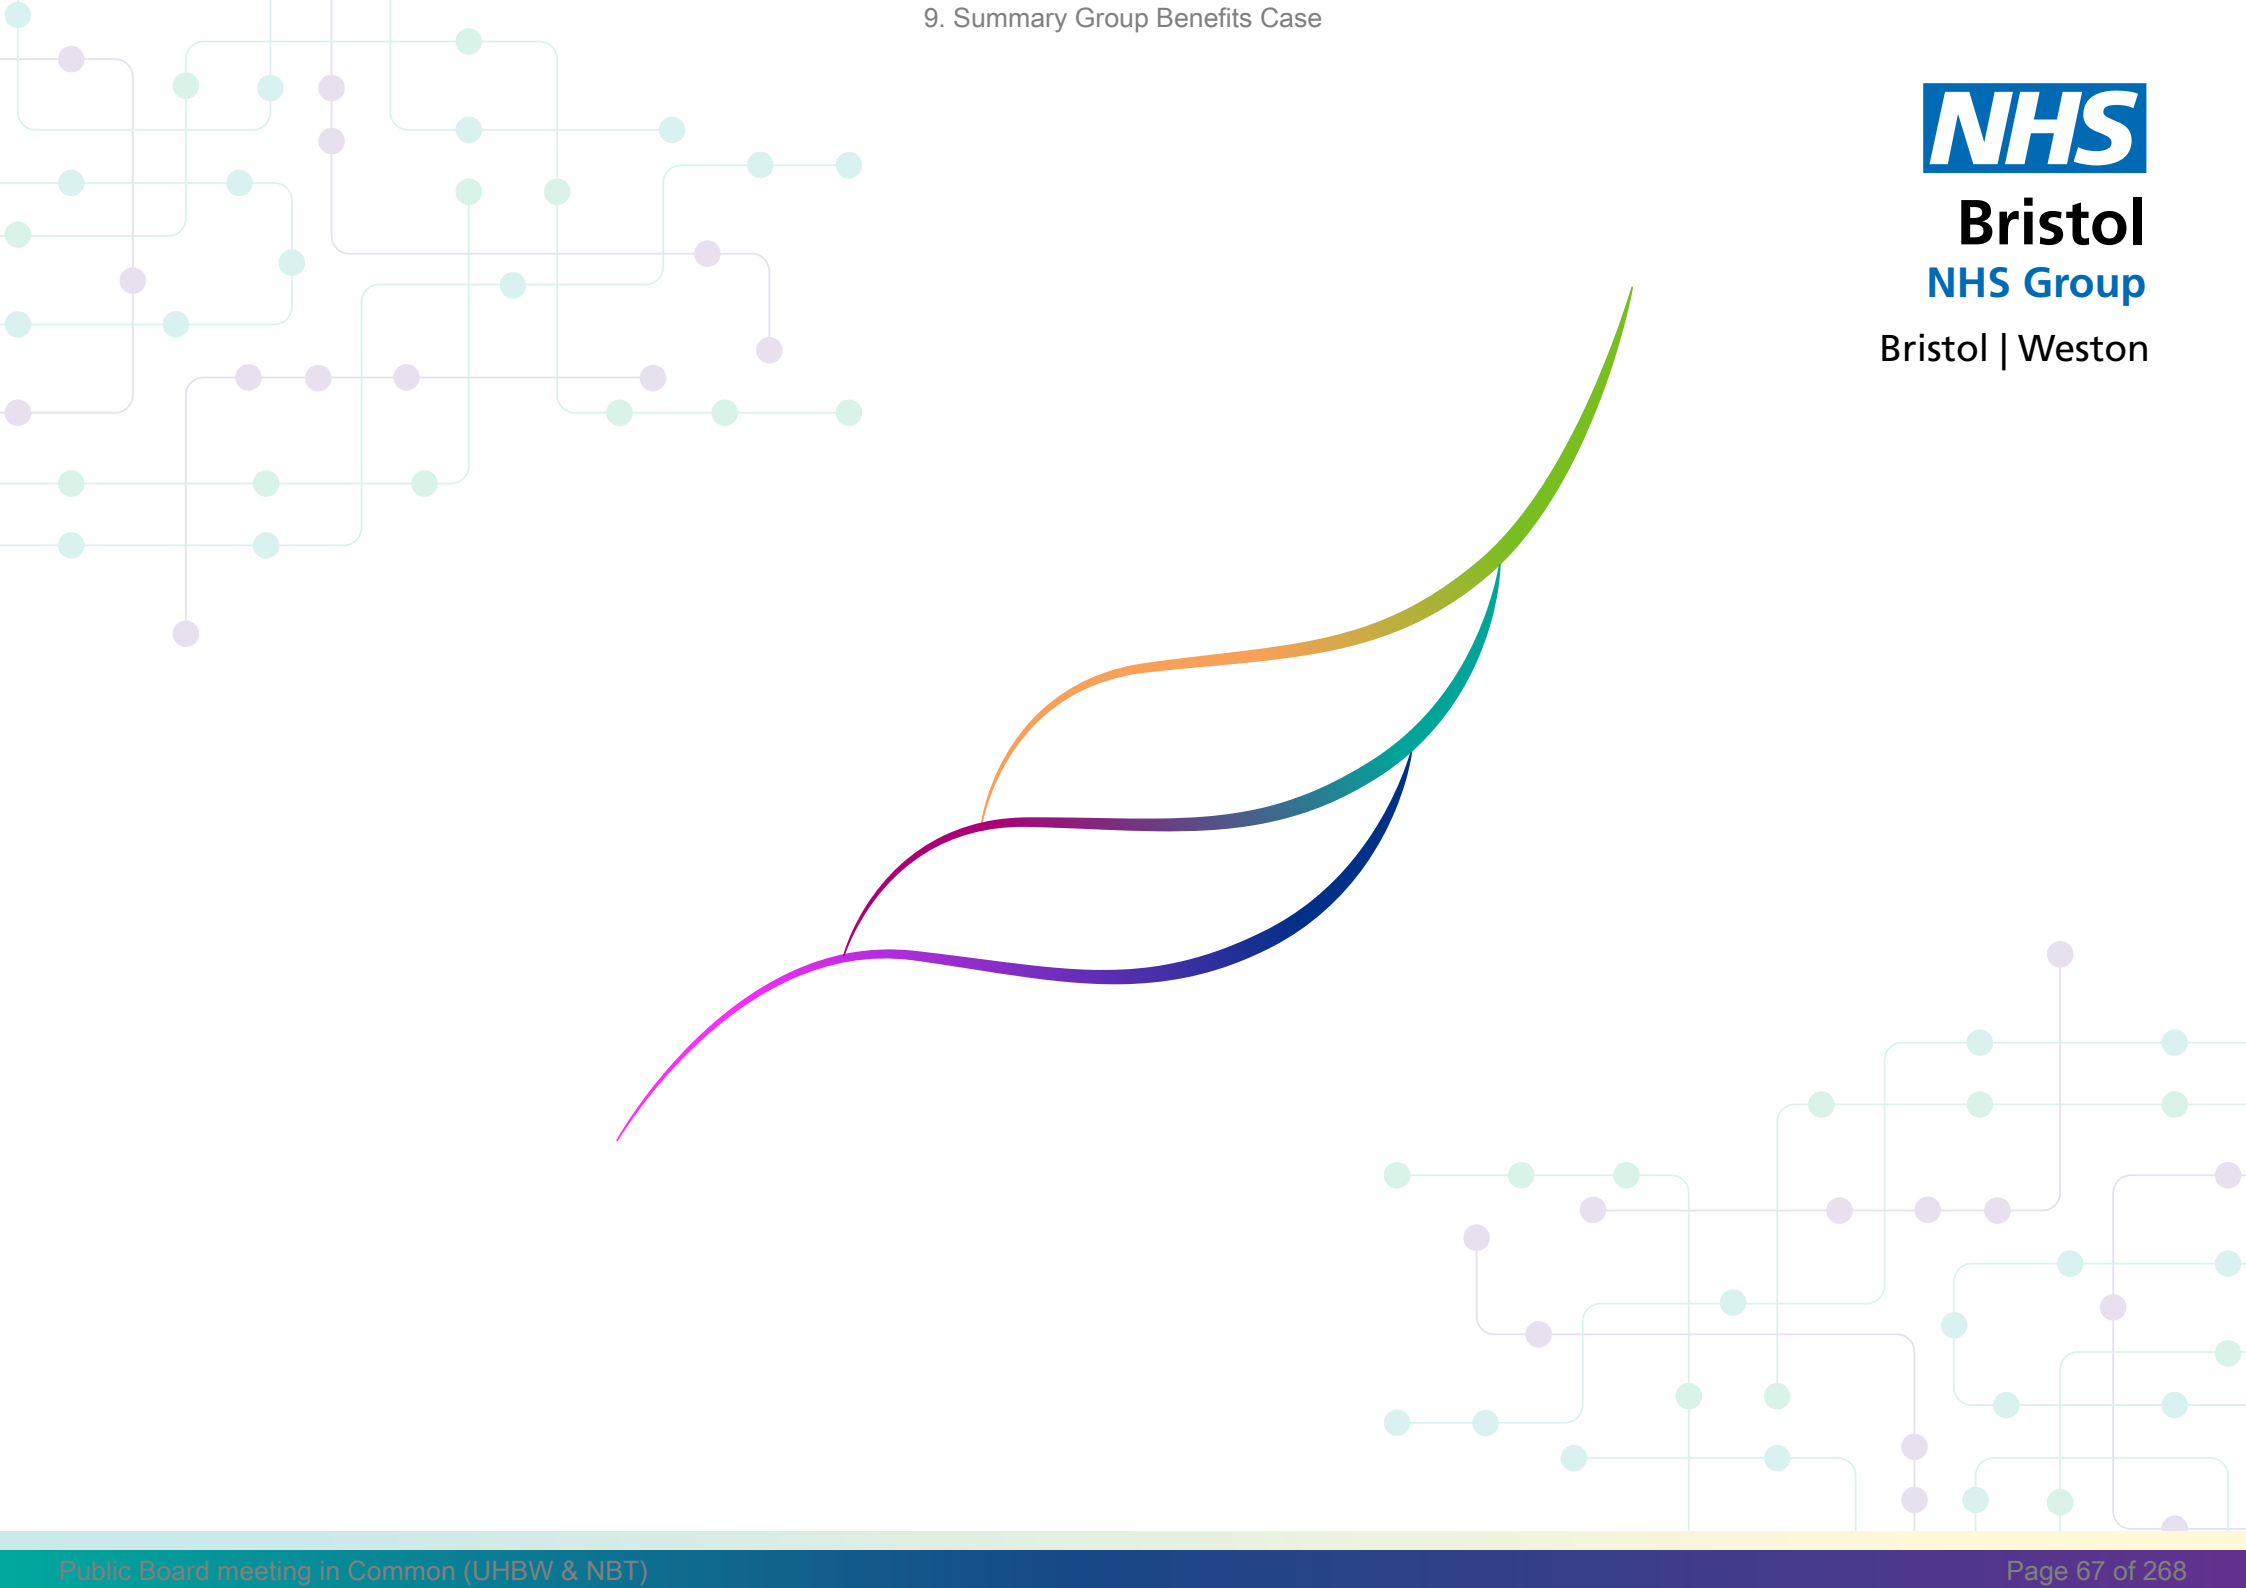 9. Summary Group Benefits Case
NHS
Bristol
NHS Group
Bristol | Weston
Public Board meeting in Common (UHBW & NBT)
Page 67 of 268